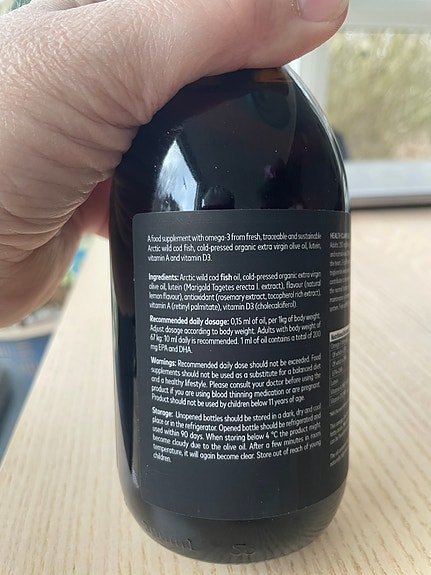 A food supplement with omega-3 from fresh, traceable and sustainable
Arctic wild cod fish, cold-pressed organic extra virgin olive oil, lutein,
vitamin A and vitamin D3.
Ingredients: Arctic wild cod fish oil, cold-pressed organic extra virgin
olive oil, lutein (Marigold Tagetes erecta l. extract), flavour (natural
lemon flavour), antioxidant (rosemary extract, tocopherol rich extract),
vitamin A (retinyl palmitate), vitamin D3 (cholecalciferol).
Recommended daily dosage: 0,15 ml of oil, per 1kg of body weight.
Adjust dosage according to body weight. Adults with body weight of
67 kg: 10 ml daily is recommended. 1 ml of oil contains a total of 200
mg EPA and DHA.
Warnings: Recommended daily dose should not be exceeded. Food
supplements should not be used as a substitute for a balanced diet
and a healthy lifestyle. Please consult your doctor before using the
product if you are using blood thinning medication or are pregnant.
Product should not be used by children below 11 years of age.
Storage: Unopened bottles should be stored in a dark, dry and cool
place or in the refrigerator. Opened bottle should be refrigerated and
used within 90 days. When storing below 4 °C the product might
become cloudy due to the olive oil. After a few minutes in room
temperature, it will again become clear. Store out of reach of young
children.